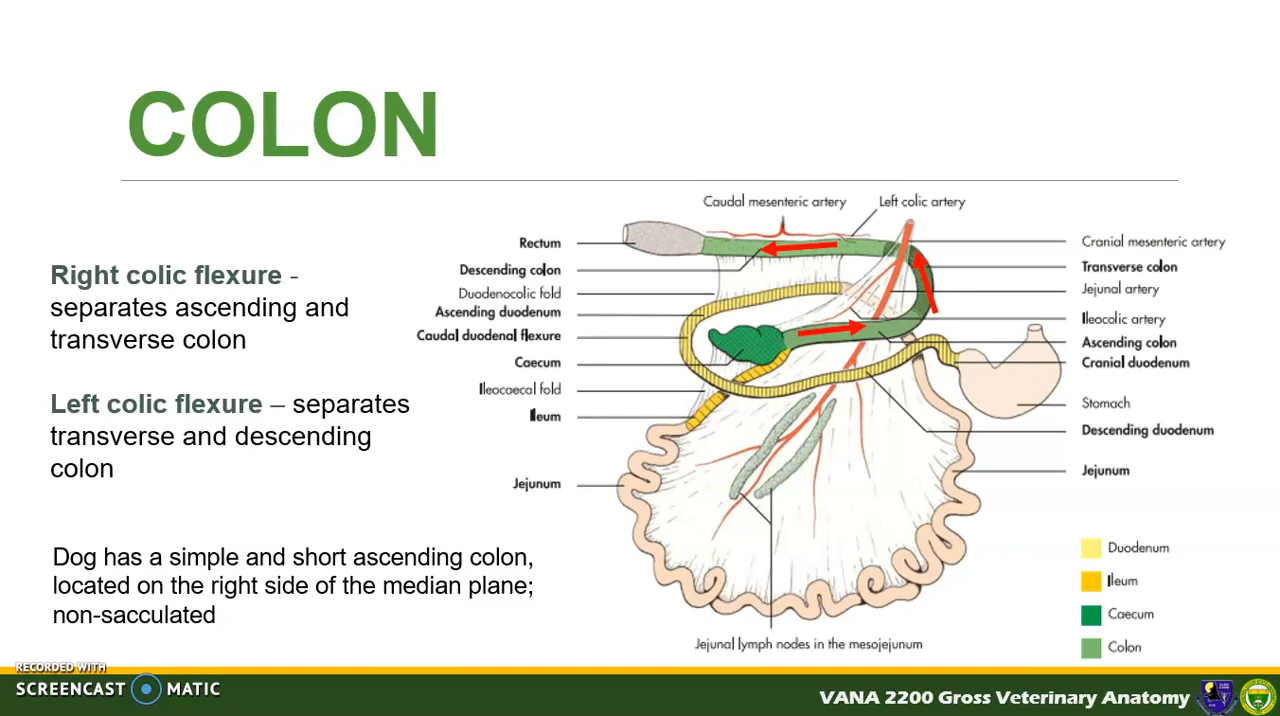 COLON
Right colic flexure -
separates ascending and
transverse colon
Left colic flexure – separates
transverse and descending
colon
Dog has a simple and short ascending colon,
located on the right side of the median plane;
non-sacculated
Caudal mesenteric artery
Left colic artery
Rectum
Descending colon
Duodenocolic fold
Ascending duodenum
Caudal duodenal flexure
Caecum
Ileocaecal fold
Ileum
Jejunum
Cranial mesenteric artery
Transverse colon
Jejunal artery
Ileocolic artery
Ascending colon
Cranial duodenum
Stomach
Descending duodenum
Jejunum
Duodenum
Ileum
Caecum
Colon
Jejunal lymph nodes in the mesojejunum
RECORDED WITH
SCREENCAST MATIC
VANA 2200 Gross Veterinary Anatomy